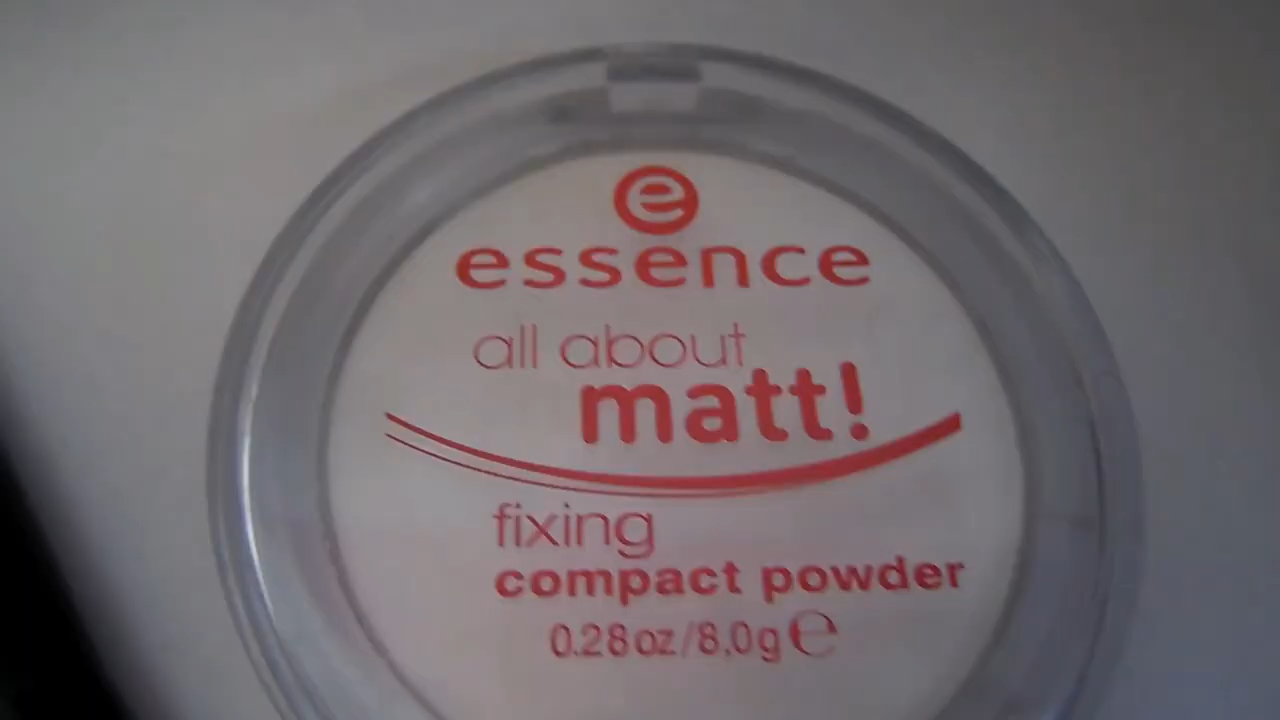 e
essence
all about
matt!
fixing
compact powder
0.28oz/8,0g ℮